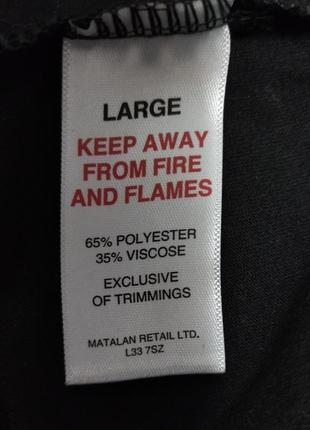 LARGE
KEEP AWAY
FROM FIRE
AND FLAMES
65% POLYESTER
35% VISCOSE
EXCLUSIVE
OF TRIMMINGS
MATALAN RETAIL LTD.
L33 7SZ